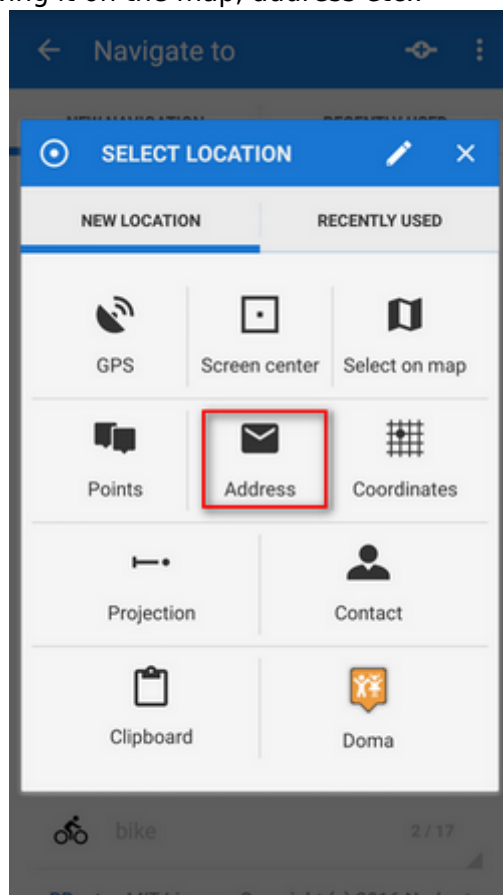 Navigate to
SELECT LOCATION
NEW LOCATION RECENTLY USED
GPS Screen center Select on map
Points Address Coordinates
Projection Contact
Clipboard Doma
bike 2 / 17